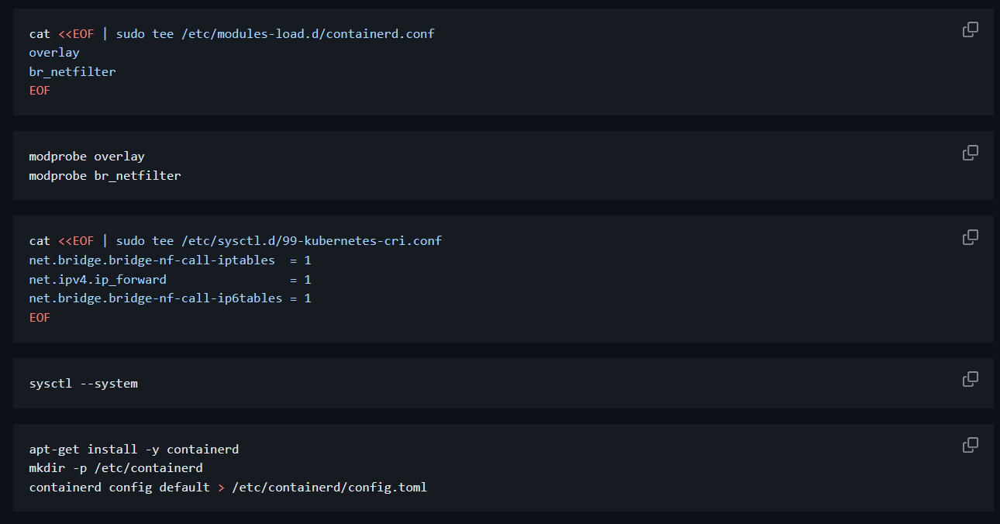 cat <<EOF | sudo tee /etc/modules-load.d/containerd.conf
overlay
br_netfilter
EOF
modprobe overlay
modprobe br_netfilter
cat <<EOF | sudo tee /etc/sysctl.d/99-kubernetes-cri.conf
net.bridge.bridge-nf-call-iptables  = 1
net.ipv4.ip_forward                 = 1
net.bridge.bridge-nf-call-ip6tables = 1
EOF
sysctl --system
apt-get install -y containerd
mkdir -p /etc/containerd
containerd config default > /etc/containerd/config.toml